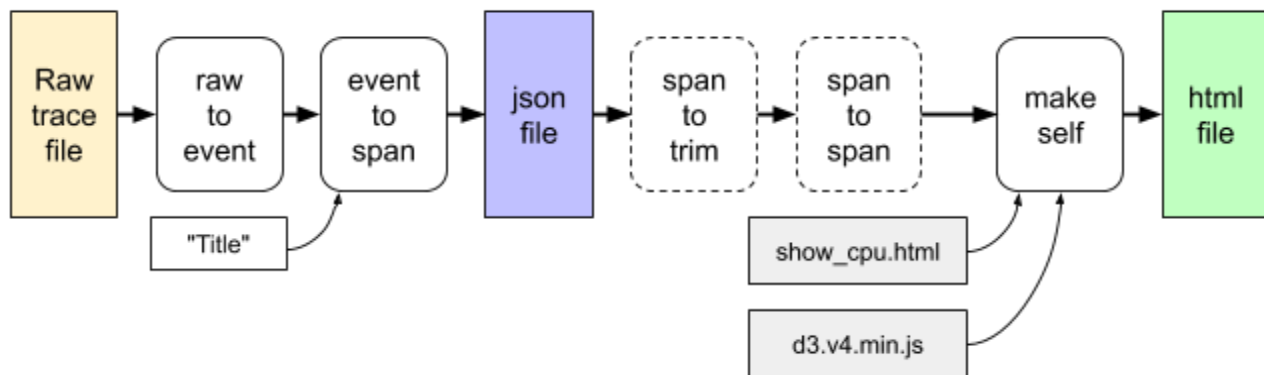 Raw
trace
file
raw
to
event
event
to
span
json
file
span
to
trim
span
to
span
make
self
html
file
"Title"
show_cpu.html
d3.v4.min.js